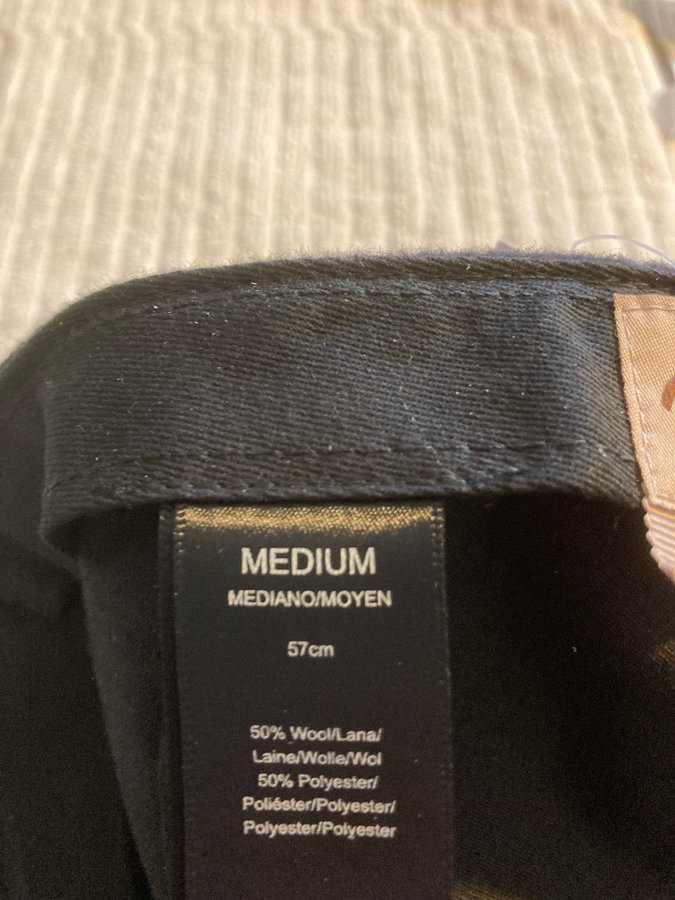 MEDIUM
MEDIANO/MOYEN
57cm
50% Wool/Lana/
Laine/Wolle/Wol
50% Polyester/
Poliéster/Polyester/
Polyester/Polyester